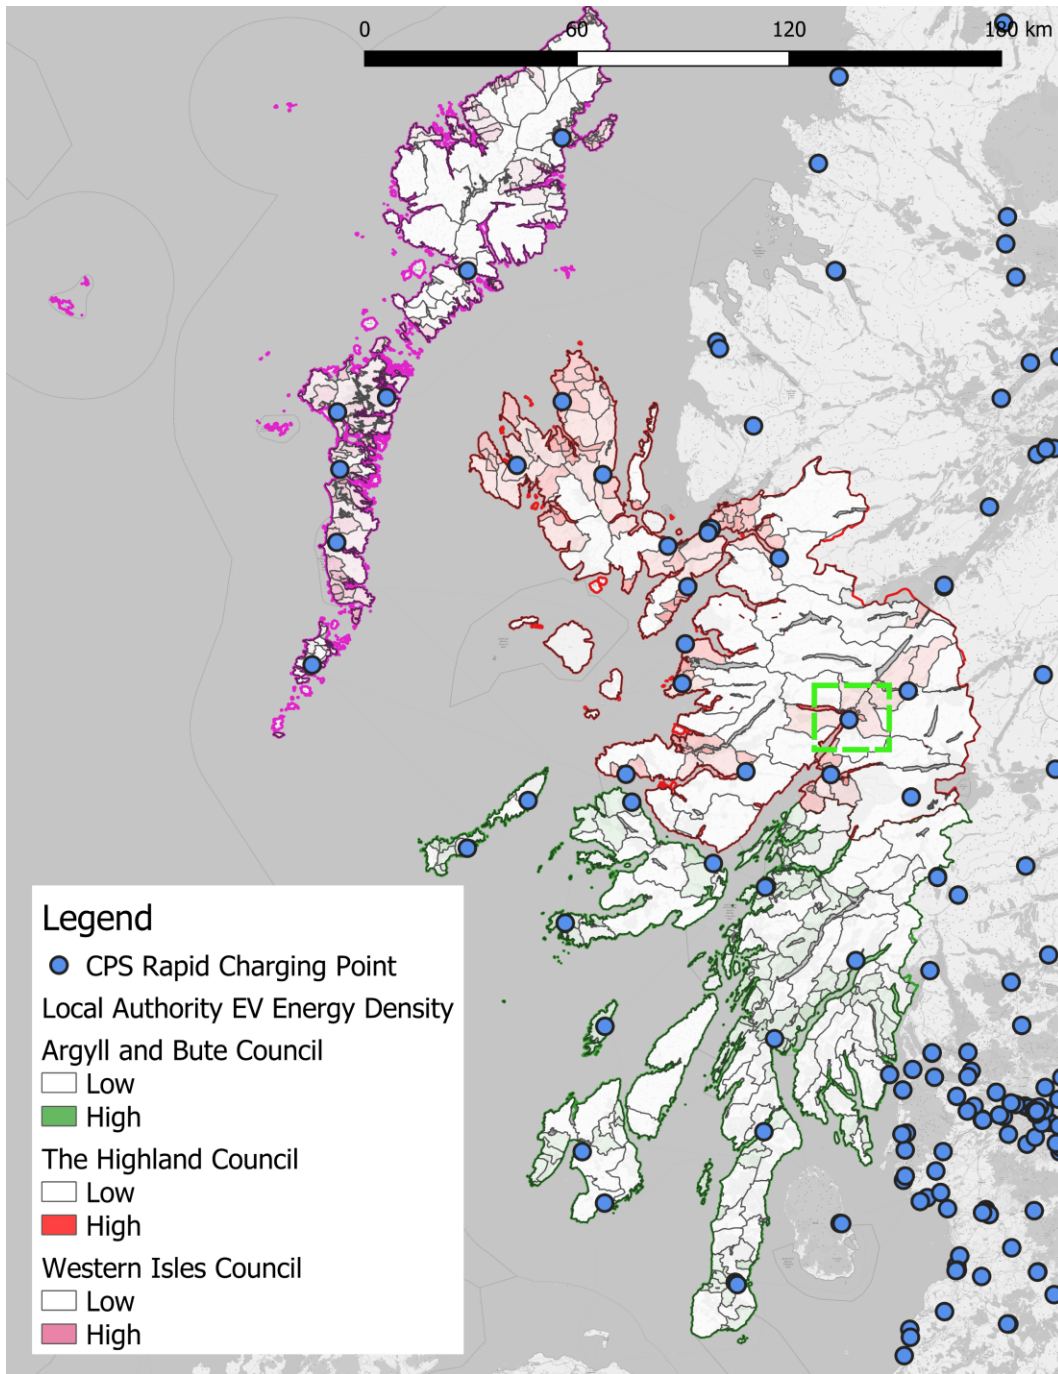 0 60 120 180 km
Legend
CPS Rapid Charging Point
Local Authority EV Energy Density
Argyll and Bute Council
Low
High
The Highland Council
Low
High
Western Isles Council
Low
High